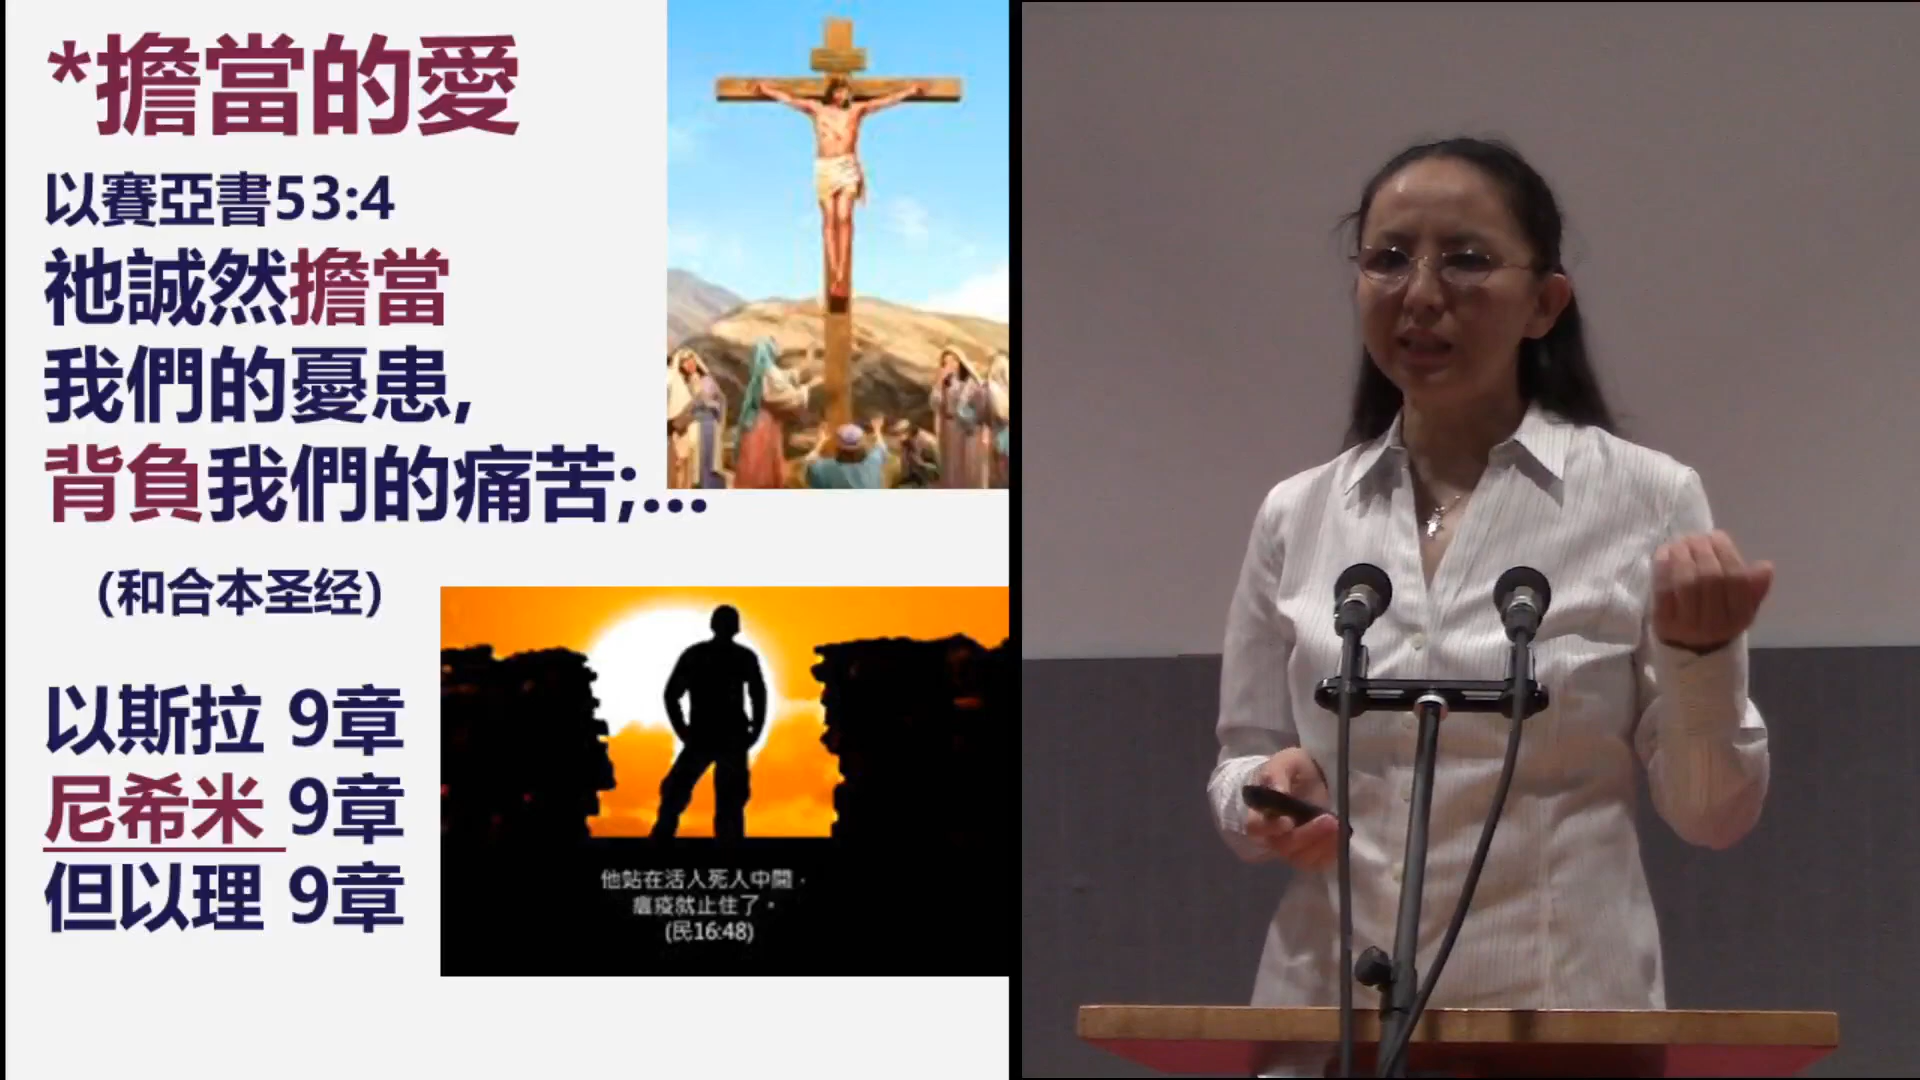 *擔當的愛
以賽亞書53:4
祂誠然擔當
我們的憂患,
背負我們的痛苦;...
(和合本圣经)
以斯拉 9章
尼希米 9章
但以理 9章
他站在活人死人中間，
瘟疫就止住了。
(民16:48)